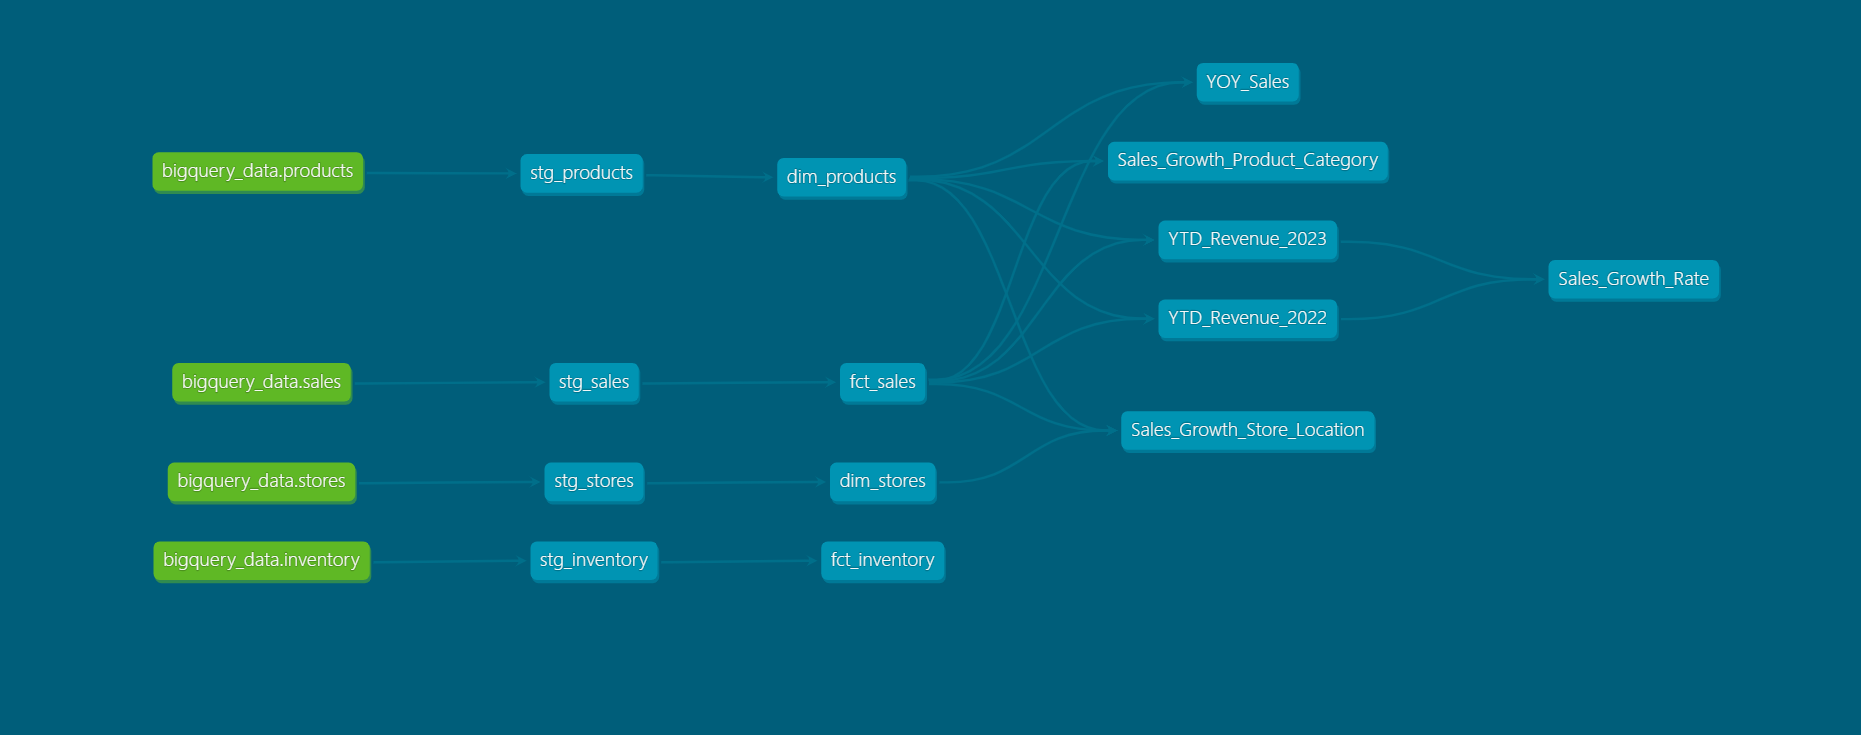 YOY_Sales
Sales_Growth_Product_Category
bigquery_data.products
stg_products
dim_products
YTD_Revenue_2023
Sales_Growth_Rate
YTD_Revenue_2022
bigquery_data.sales
stg_sales
fct_sales
Sales_Growth_Store_Location
bigquery_data.stores
stg_stores
dim_stores
bigquery_data.inventory
stg_inventory
fct_inventory